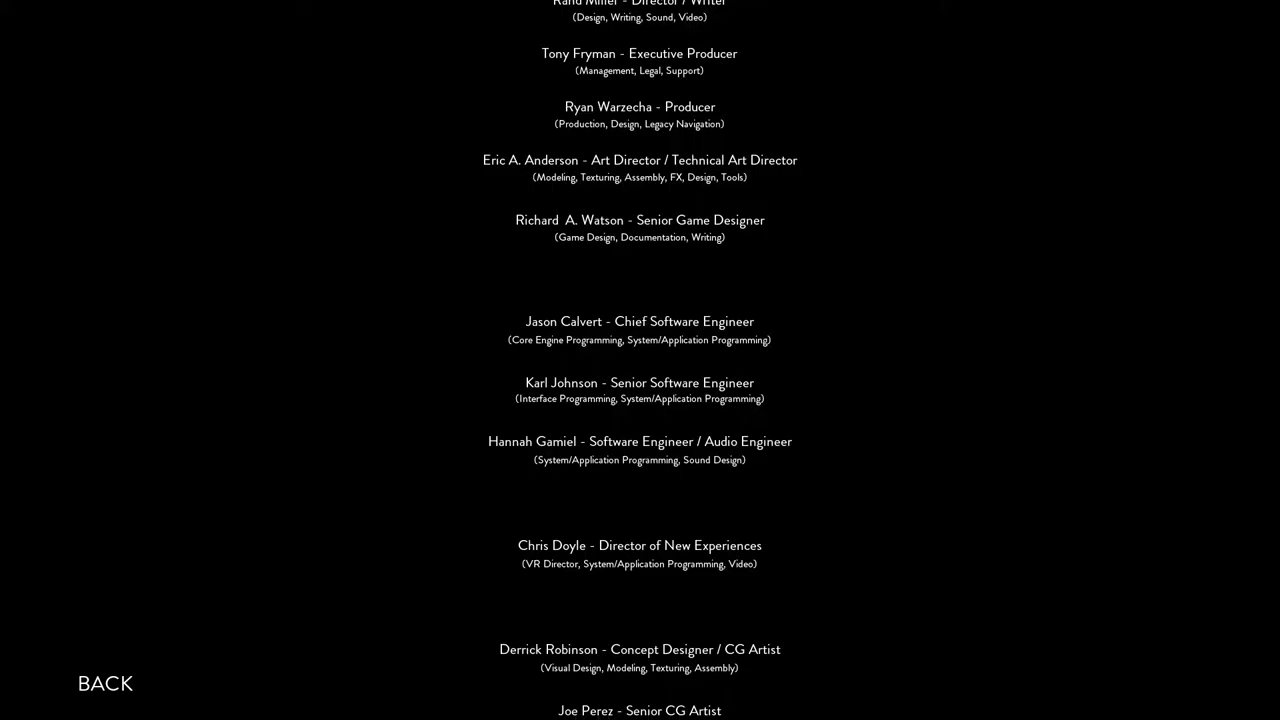 Rand Miller - Director / Writer
(Design, Writing, Sound, Video)
Tony Fryman - Executive Producer
(Management, Legal, Support)
Ryan Warzecha - Producer
(Production, Design, Legacy Navigation)
Eric A. Anderson - Art Director / Technical Art Director
(Modeling, Texturing, Assembly, FX, Design, Tools)
Richard  A. Watson - Senior Game Designer
(Game Design, Documentation, Writing)
Jason Calvert - Chief Software Engineer
(Core Engine Programming, System/Application Programming)
Karl Johnson - Senior Software Engineer
(Interface Programming, System/Application Programming)
Hannah Gamiel - Software Engineer / Audio Engineer
(System/Application Programming, Sound Design)
Chris Doyle - Director of New Experiences
(VR Director, System/Application Programming, Video)
Derrick Robinson - Concept Designer / CG Artist
(Visual Design, Modeling, Texturing, Assembly)
BACK
Joe Perez - Senior CG Artist